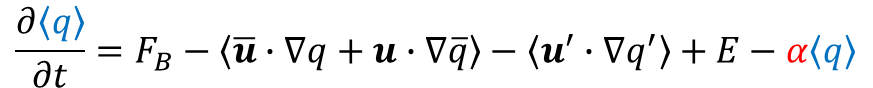 ∂⟨q⟩/∂t = F_B − ⟨ū · ∇q + u · ∇q̄⟩ − ⟨u′ · ∇q′⟩ + E − α⟨q⟩